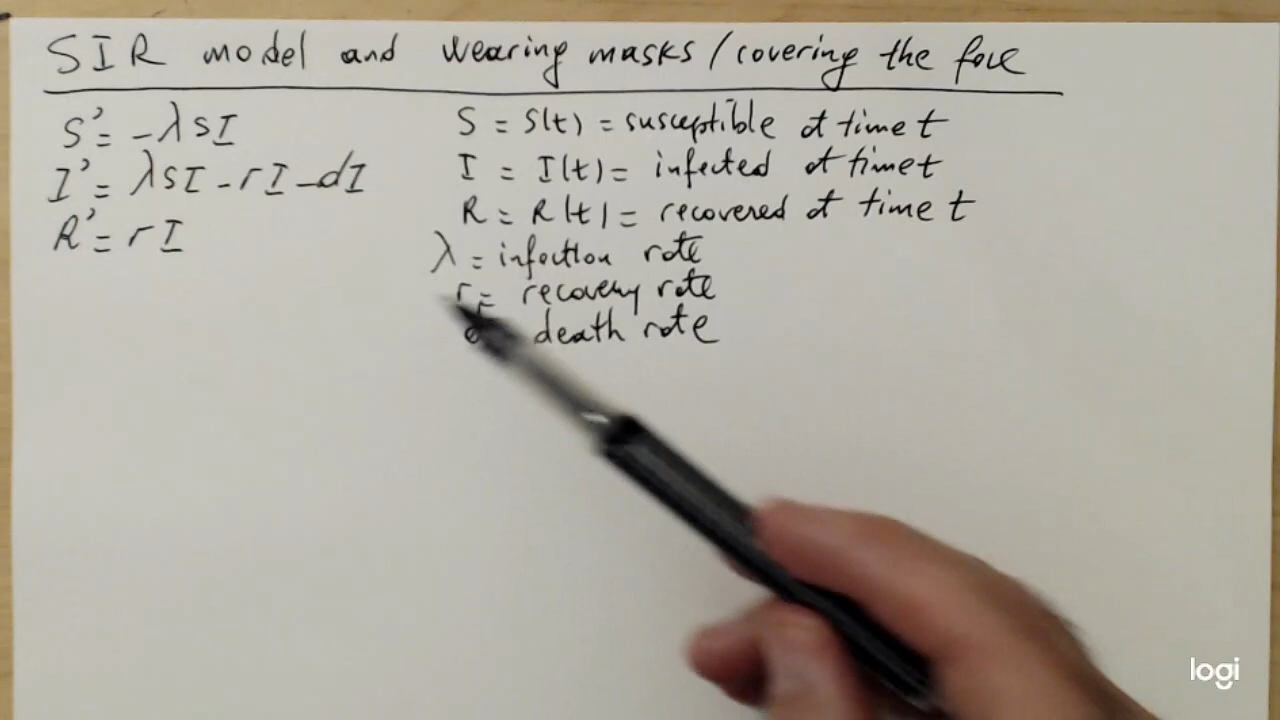 SIR model and wearing masks / covering the face
S' = -λSI
I' = λSI - rI - dI
R' = rI
S = S(t) = susceptible at time t
I = I(t) = infected at time t
R = R(t) = recovered at time t
λ = infection rate
r = recovery rate
death rate
logi